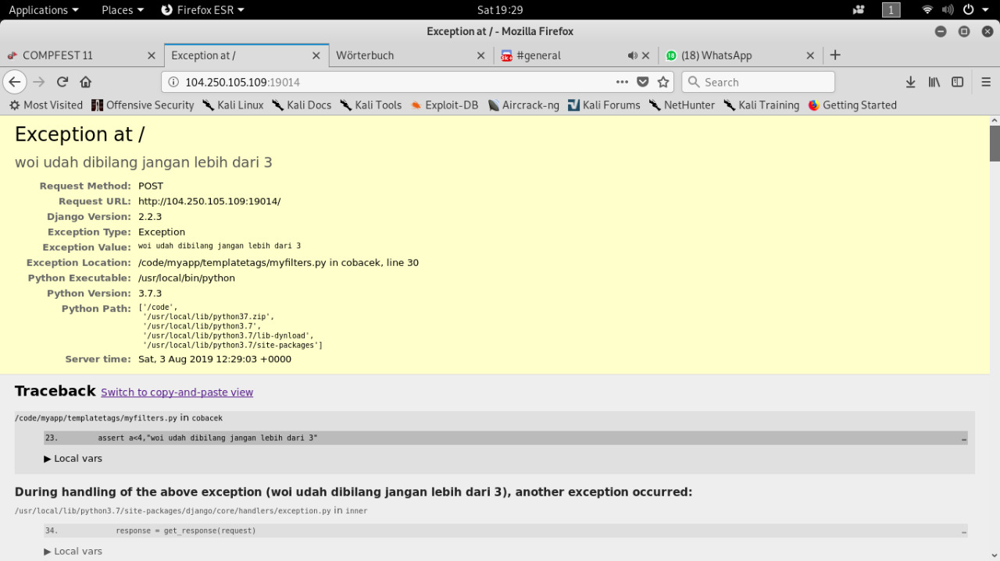 Applications Places Firefox ESR Sat 19:29 1
Exception at / - Mozilla Firefox
COMPFEST 11 Exception at / Wörterbuch #general (18) WhatsApp
104.250.105.109:19014 Search
Most Visited Offensive Security Kali Linux Kali Docs Kali Tools Exploit-DB Aircrack-ng Kali Forums NetHunter Kali Training Getting Started
Exception at /
woi udah dibilang jangan lebih dari 3
Request Method: POST
Request URL: http://104.250.105.109:19014/
Django Version: 2.2.3
Exception Type: Exception
Exception Value: woi udah dibilang jangan lebih dari 3
Exception Location: /code/myapp/templatetags/myfilters.py in cobacek, line 30
Python Executable: /usr/local/bin/python
Python Version: 3.7.3
Python Path: ['/code',
'/usr/local/lib/python37.zip',
'/usr/local/lib/python3.7',
'/usr/local/lib/python3.7/lib-dynload',
'/usr/local/lib/python3.7/site-packages']
Server time: Sat, 3 Aug 2019 12:29:03 +0000
Traceback Switch to copy-and-paste view
/code/myapp/templatetags/myfilters.py in cobacek
23. assert a<4,"woi udah dibilang jangan lebih dari 3" …
▶ Local vars
During handling of the above exception (woi udah dibilang jangan lebih dari 3), another exception occurred:
/usr/local/lib/python3.7/site-packages/django/core/handlers/exception.py in inner
34. response = get_response(request) …
▶ Local vars